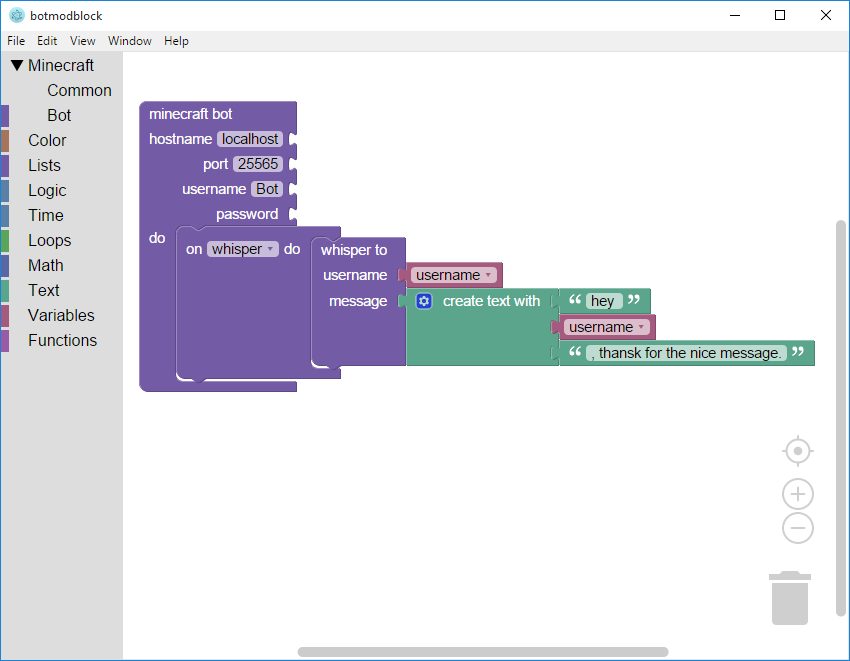 botmodblock
File Edit View Window Help
Minecraft
Common
Bot
Color
Lists
Logic
Time
Loops
Math
Text
Variables
Functions
minecraft bot
hostname localhost
port 25565
username Bot
password
do
on whisper do
whisper to
username username
message create text with “ hey ”
username
“ , thansk for the nice message. ”